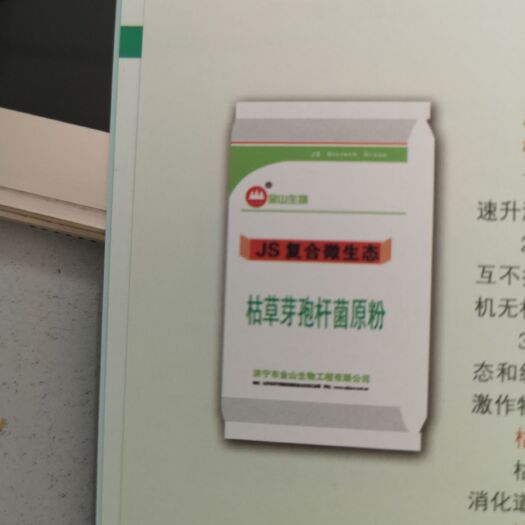 JS Biotech Group
金山生物
JS 复合微生态
枯草芽孢杆菌原粉
济宁市金山生物工程有限公司
速升
互不
机无
3
态和
激作
消化道